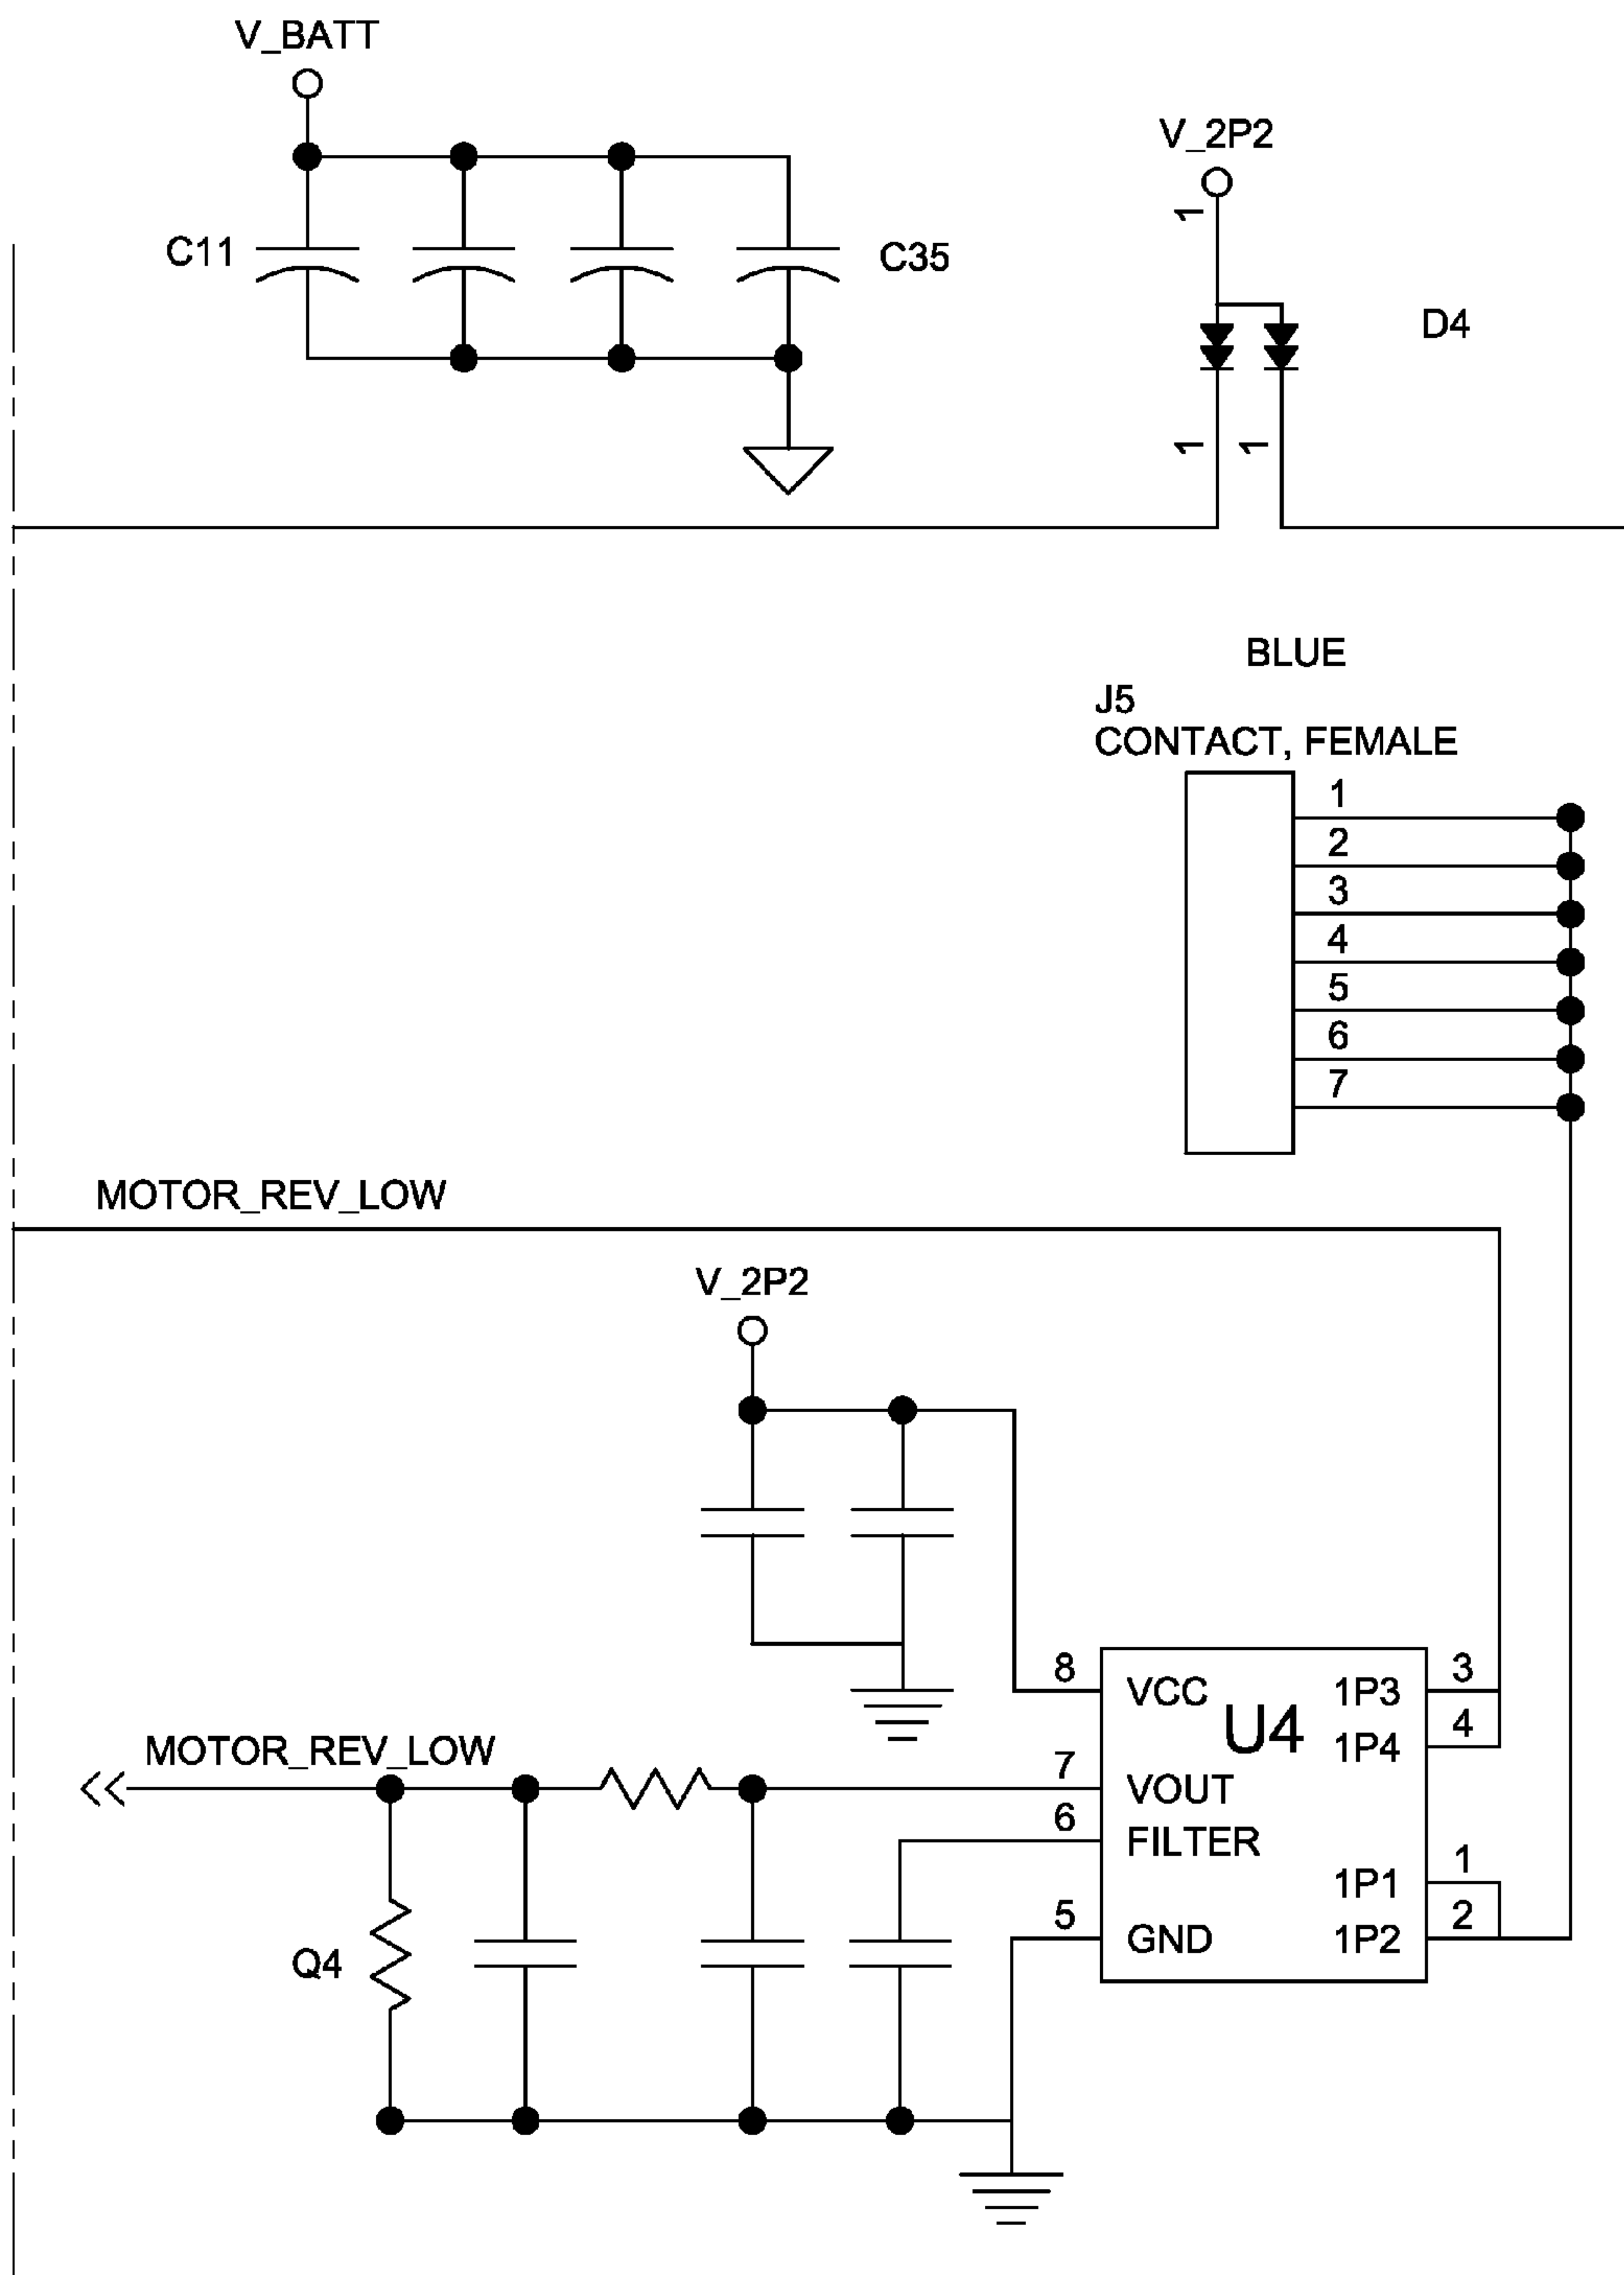 V_BATT
V_2P2
1
C11
C35
D4
1
1
BLUE
J5
CONTACT, FEMALE
1
2
3
4
5
6
7
MOTOR_REV_LOW
V_2P2
8
VCC
1P3
3
U4
1P4
4
MOTOR_REV_LOW
7
VOUT
6
FILTER
1P1
1
5
GND
1P2
2
Q4